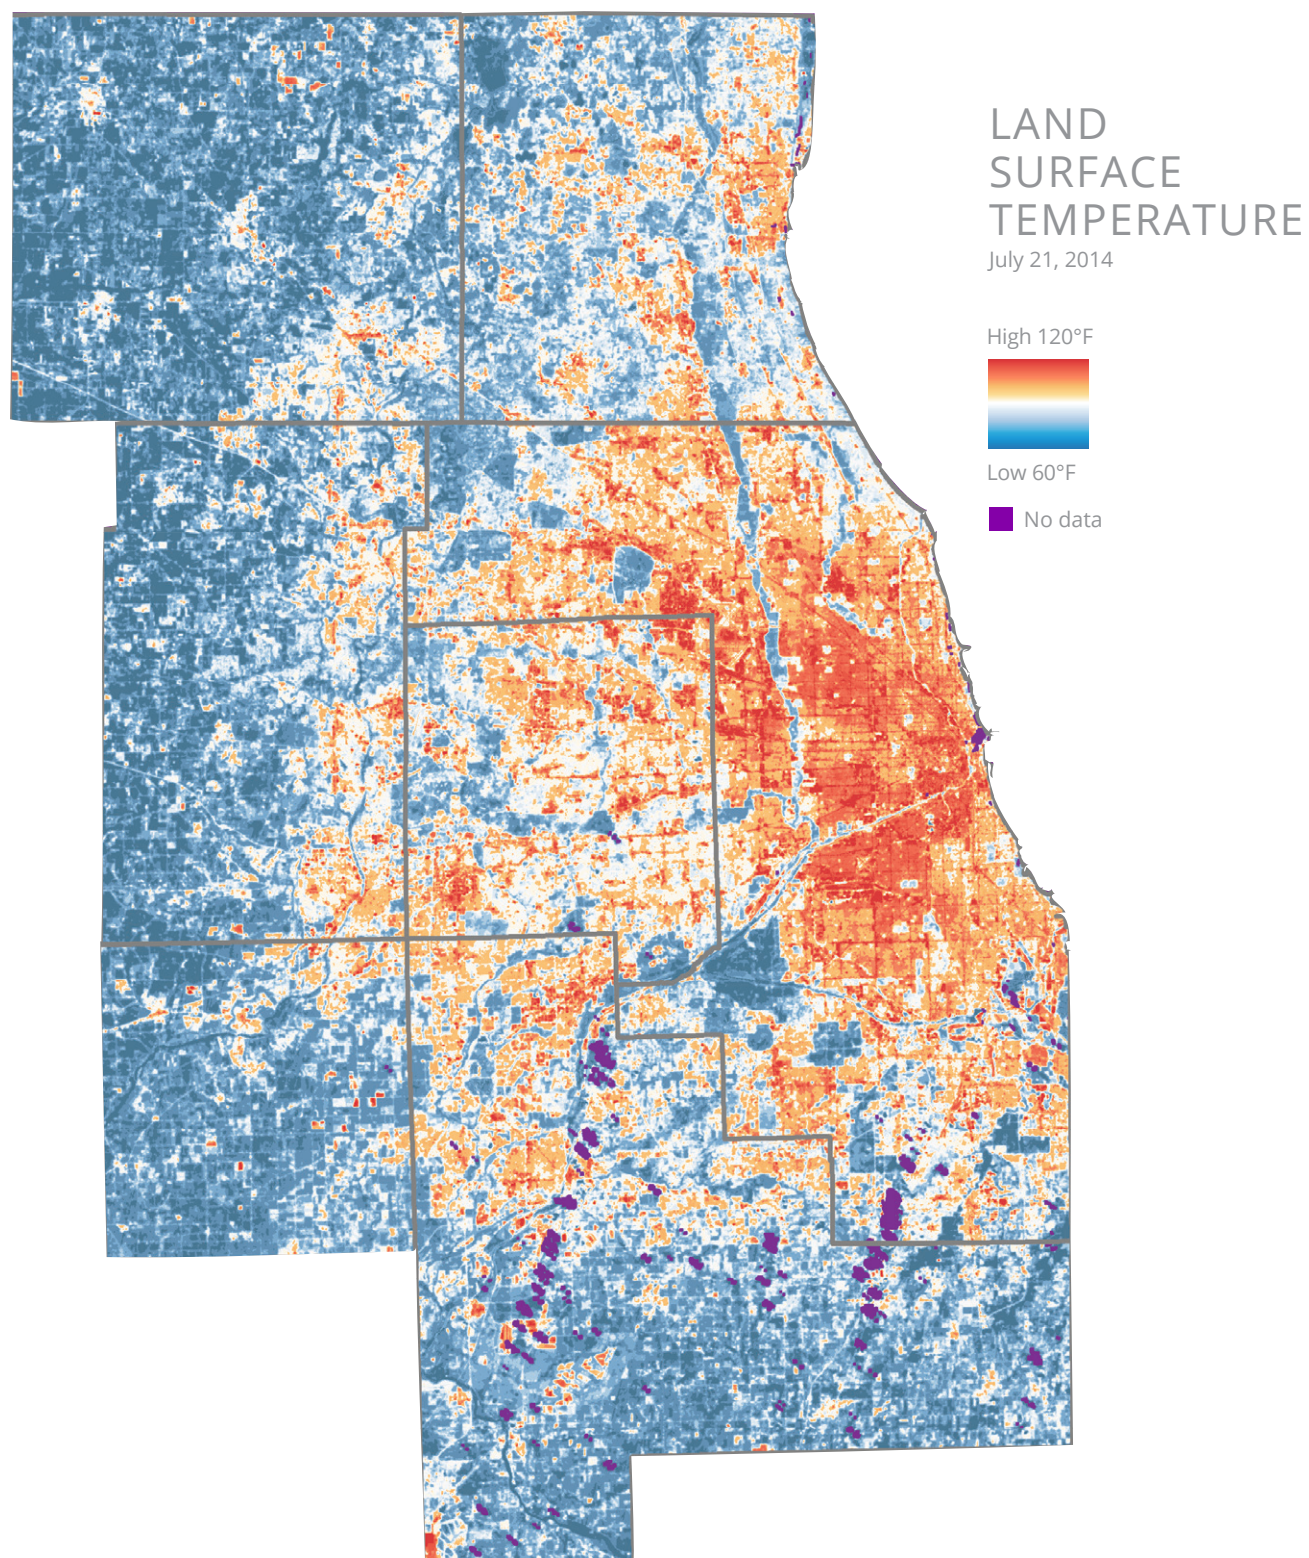 LAND
SURFACE
TEMPERATURE
July 21, 2014
High 120°F
Low 60°F
No data